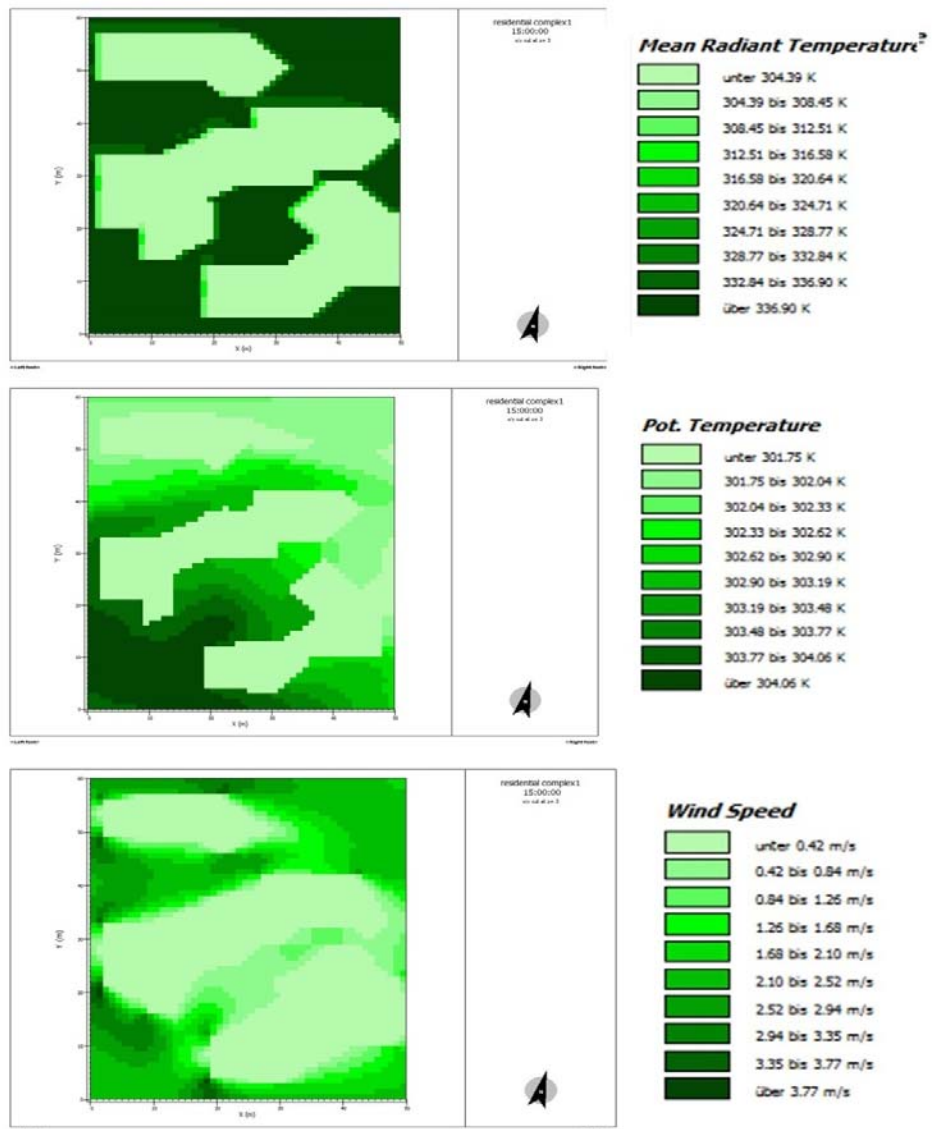 residential complex1
15:00:00
Mean Radiant Temperature
unter 304.39 K
304.39 bis 308.45 K
308.45 bis 312.51 K
312.51 bis 316.58 K
316.58 bis 320.64 K
320.64 bis 324.71 K
324.71 bis 328.77 K
328.77 bis 332.84 K
332.84 bis 336.90 K
über 336.90 K
Y (m)
X (m)
residential complex1
15:00:00
Pot. Temperature
unter 301.75 K
301.75 bis 302.04 K
302.04 bis 302.33 K
302.33 bis 302.62 K
302.62 bis 302.90 K
302.90 bis 303.19 K
303.19 bis 303.48 K
303.48 bis 303.77 K
303.77 bis 304.06 K
über 304.06 K
Y (m)
X (m)
residential complex1
15:00:00
Wind Speed
unter 0.42 m/s
0.42 bis 0.84 m/s
0.84 bis 1.26 m/s
1.26 bis 1.68 m/s
1.68 bis 2.10 m/s
2.10 bis 2.52 m/s
2.52 bis 2.94 m/s
2.94 bis 3.35 m/s
3.35 bis 3.77 m/s
über 3.77 m/s
Y (m)
X (m)